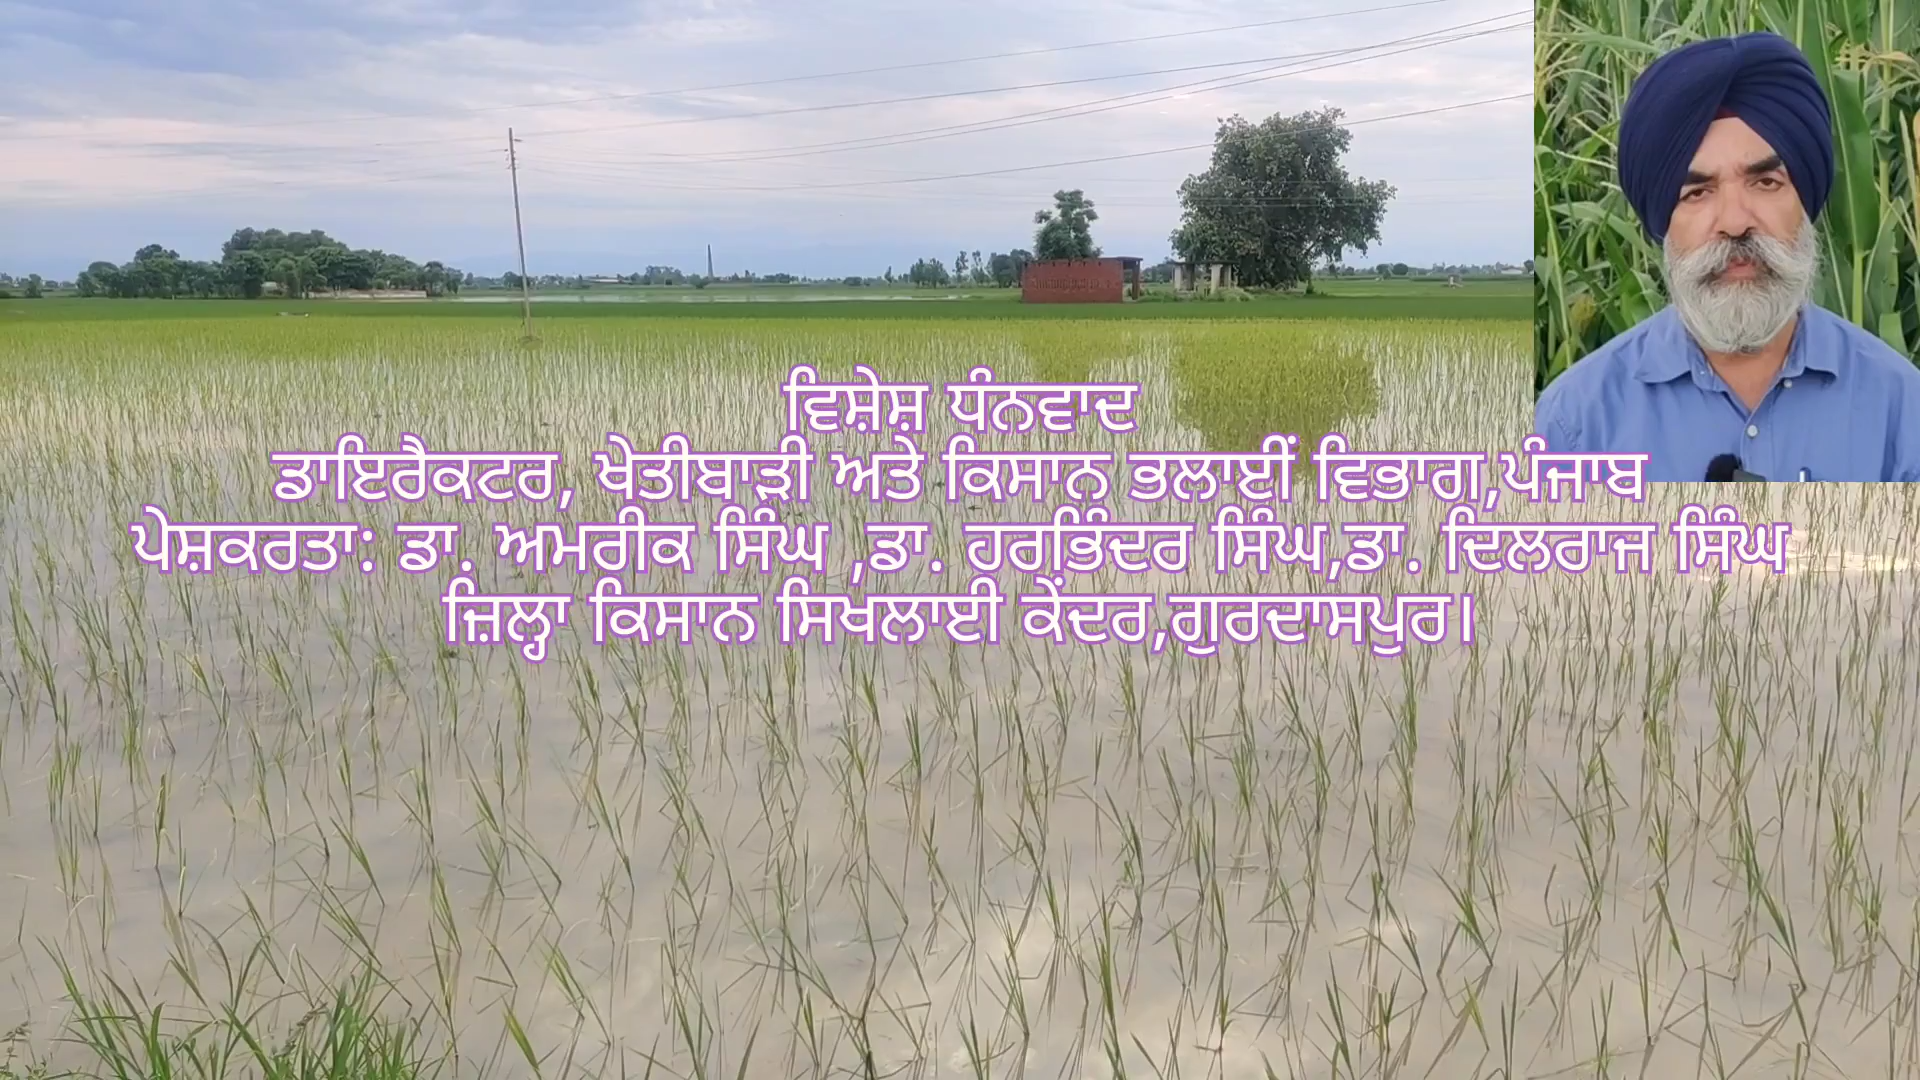 ਵਿਸ਼ੇਸ਼ ਧੰਨਵਾਦ
ਡਾਇਰੈਕਟਰ, ਖੇਤੀਬਾੜੀ ਅਤੇ ਕਿਸਾਨ ਭਲਾਈਂ ਵਿਭਾਗ,ਪੰਜਾਬ
ਪੇਸ਼ਕਰਤਾ: ਡਾ. ਅਮਰੀਕ ਸਿੰਘ ,ਡਾ. ਹਰਭਿੰਦਰ ਸਿੰਘ,ਡਾ. ਦਿਲਰਾਜ ਸਿੰਘ
ਜ਼ਿਲ੍ਹਾ ਕਿਸਾਨ ਸਿਖਲਾਈ ਕੇਂਦਰ,ਗੁਰਦਾਸਪੁਰ।